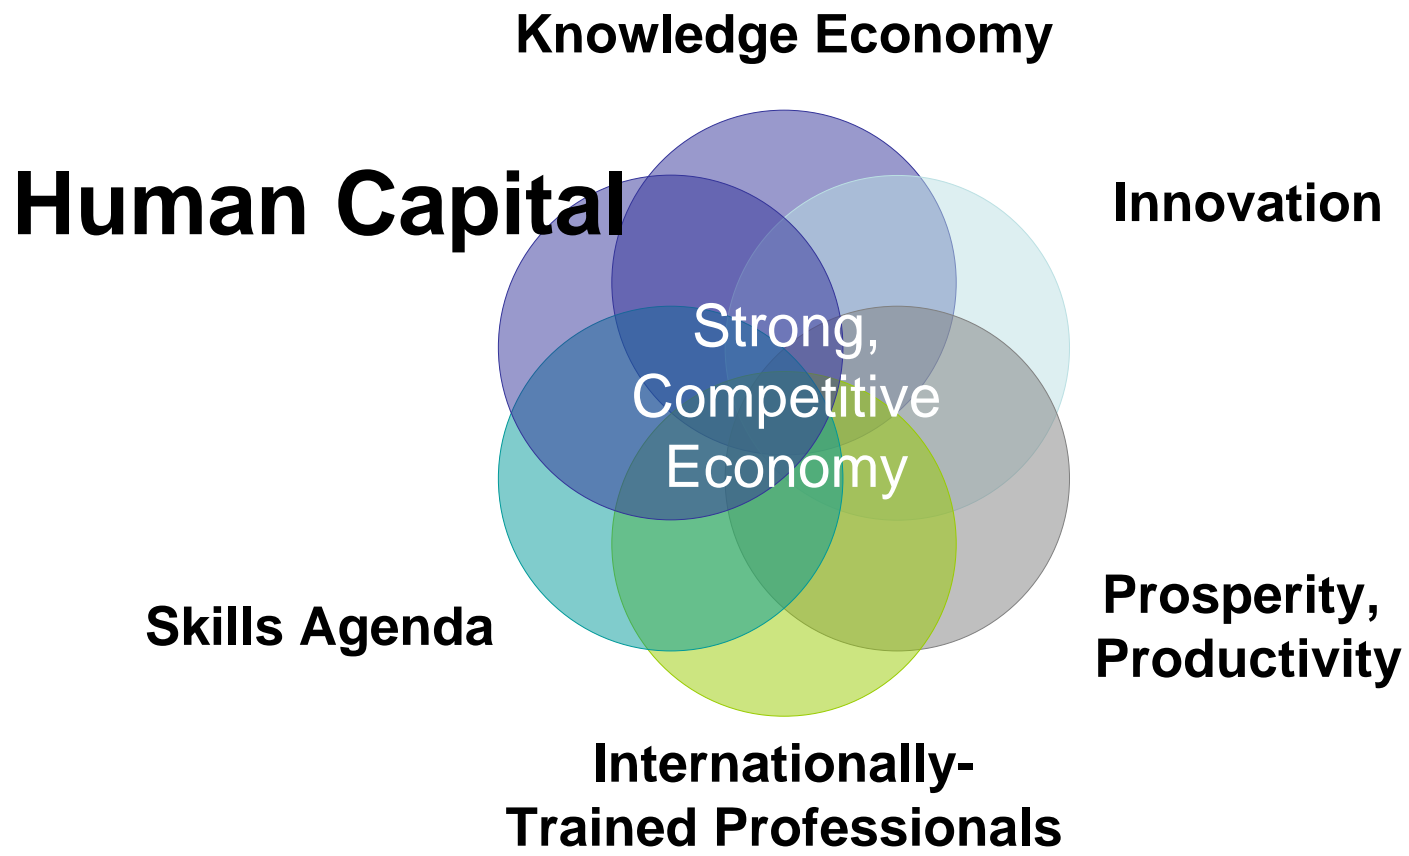 Knowledge Economy
Human Capital
Innovation
Strong,
Competitive
Economy
Skills Agenda
Prosperity,
Productivity
Internationally-
Trained Professionals